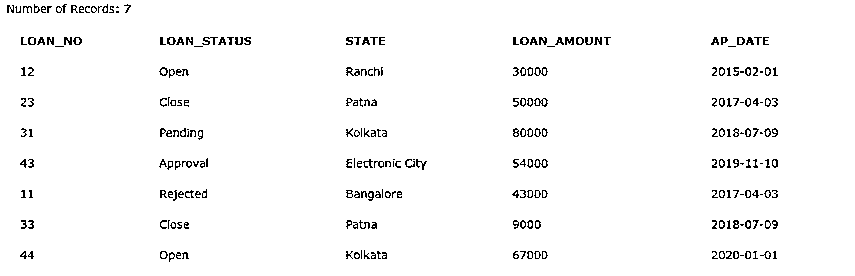 Number of Records: 7
LOAN_NO LOAN_STATUS STATE LOAN_AMOUNT AP_DATE
12 Open Ranchi 30000 2015-02-01
23 Close Patna 50000 2017-04-03
31 Pending Kolkata 80000 2018-07-09
43 Approval Electronic City 54000 2019-11-10
11 Rejected Bangalore 43000 2017-04-03
33 Close Patna 9000 2018-07-09
44 Open Kolkata 67000 2020-01-01